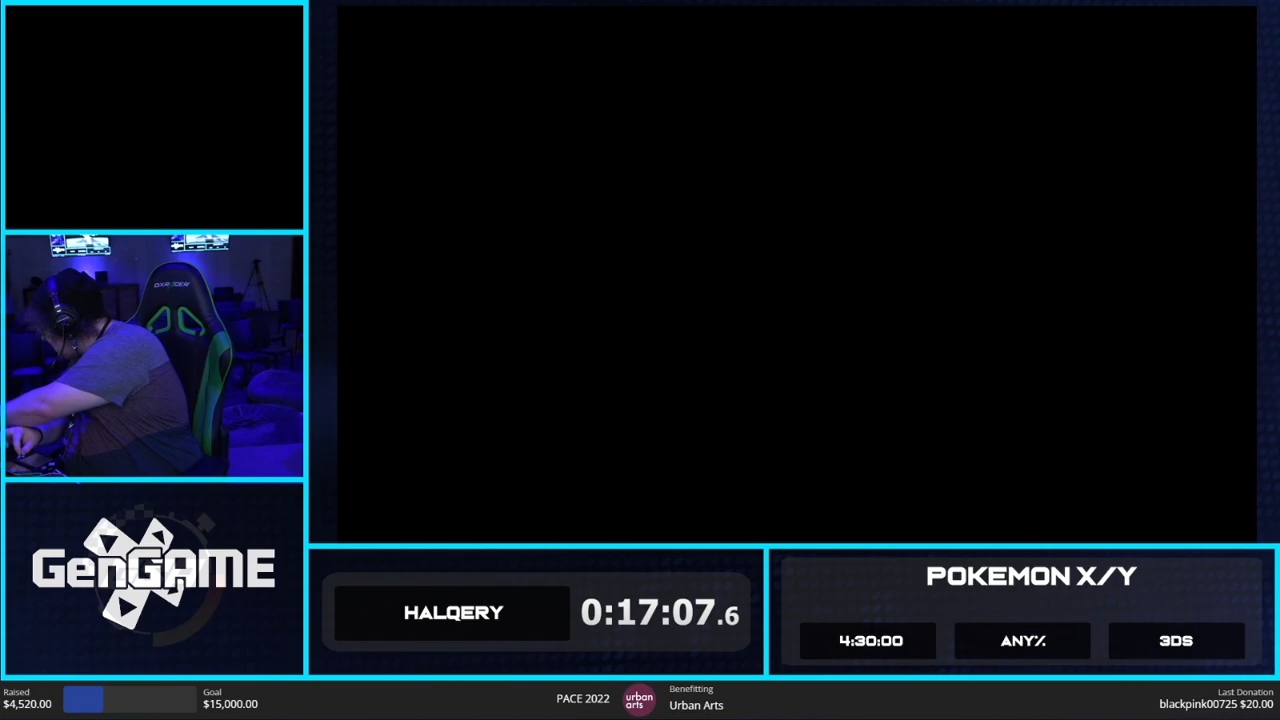 DXRACER
GenGAME
HALQERY
0:17:07.6
POKEMON X/Y
4:30:00
ANY%
3DS
Raised
$4,520.00
Goal
$15,000.00
PACE 2022
urban
arts
Benefitting
Urban Arts
Last Donation
blackpink00725 $20.00